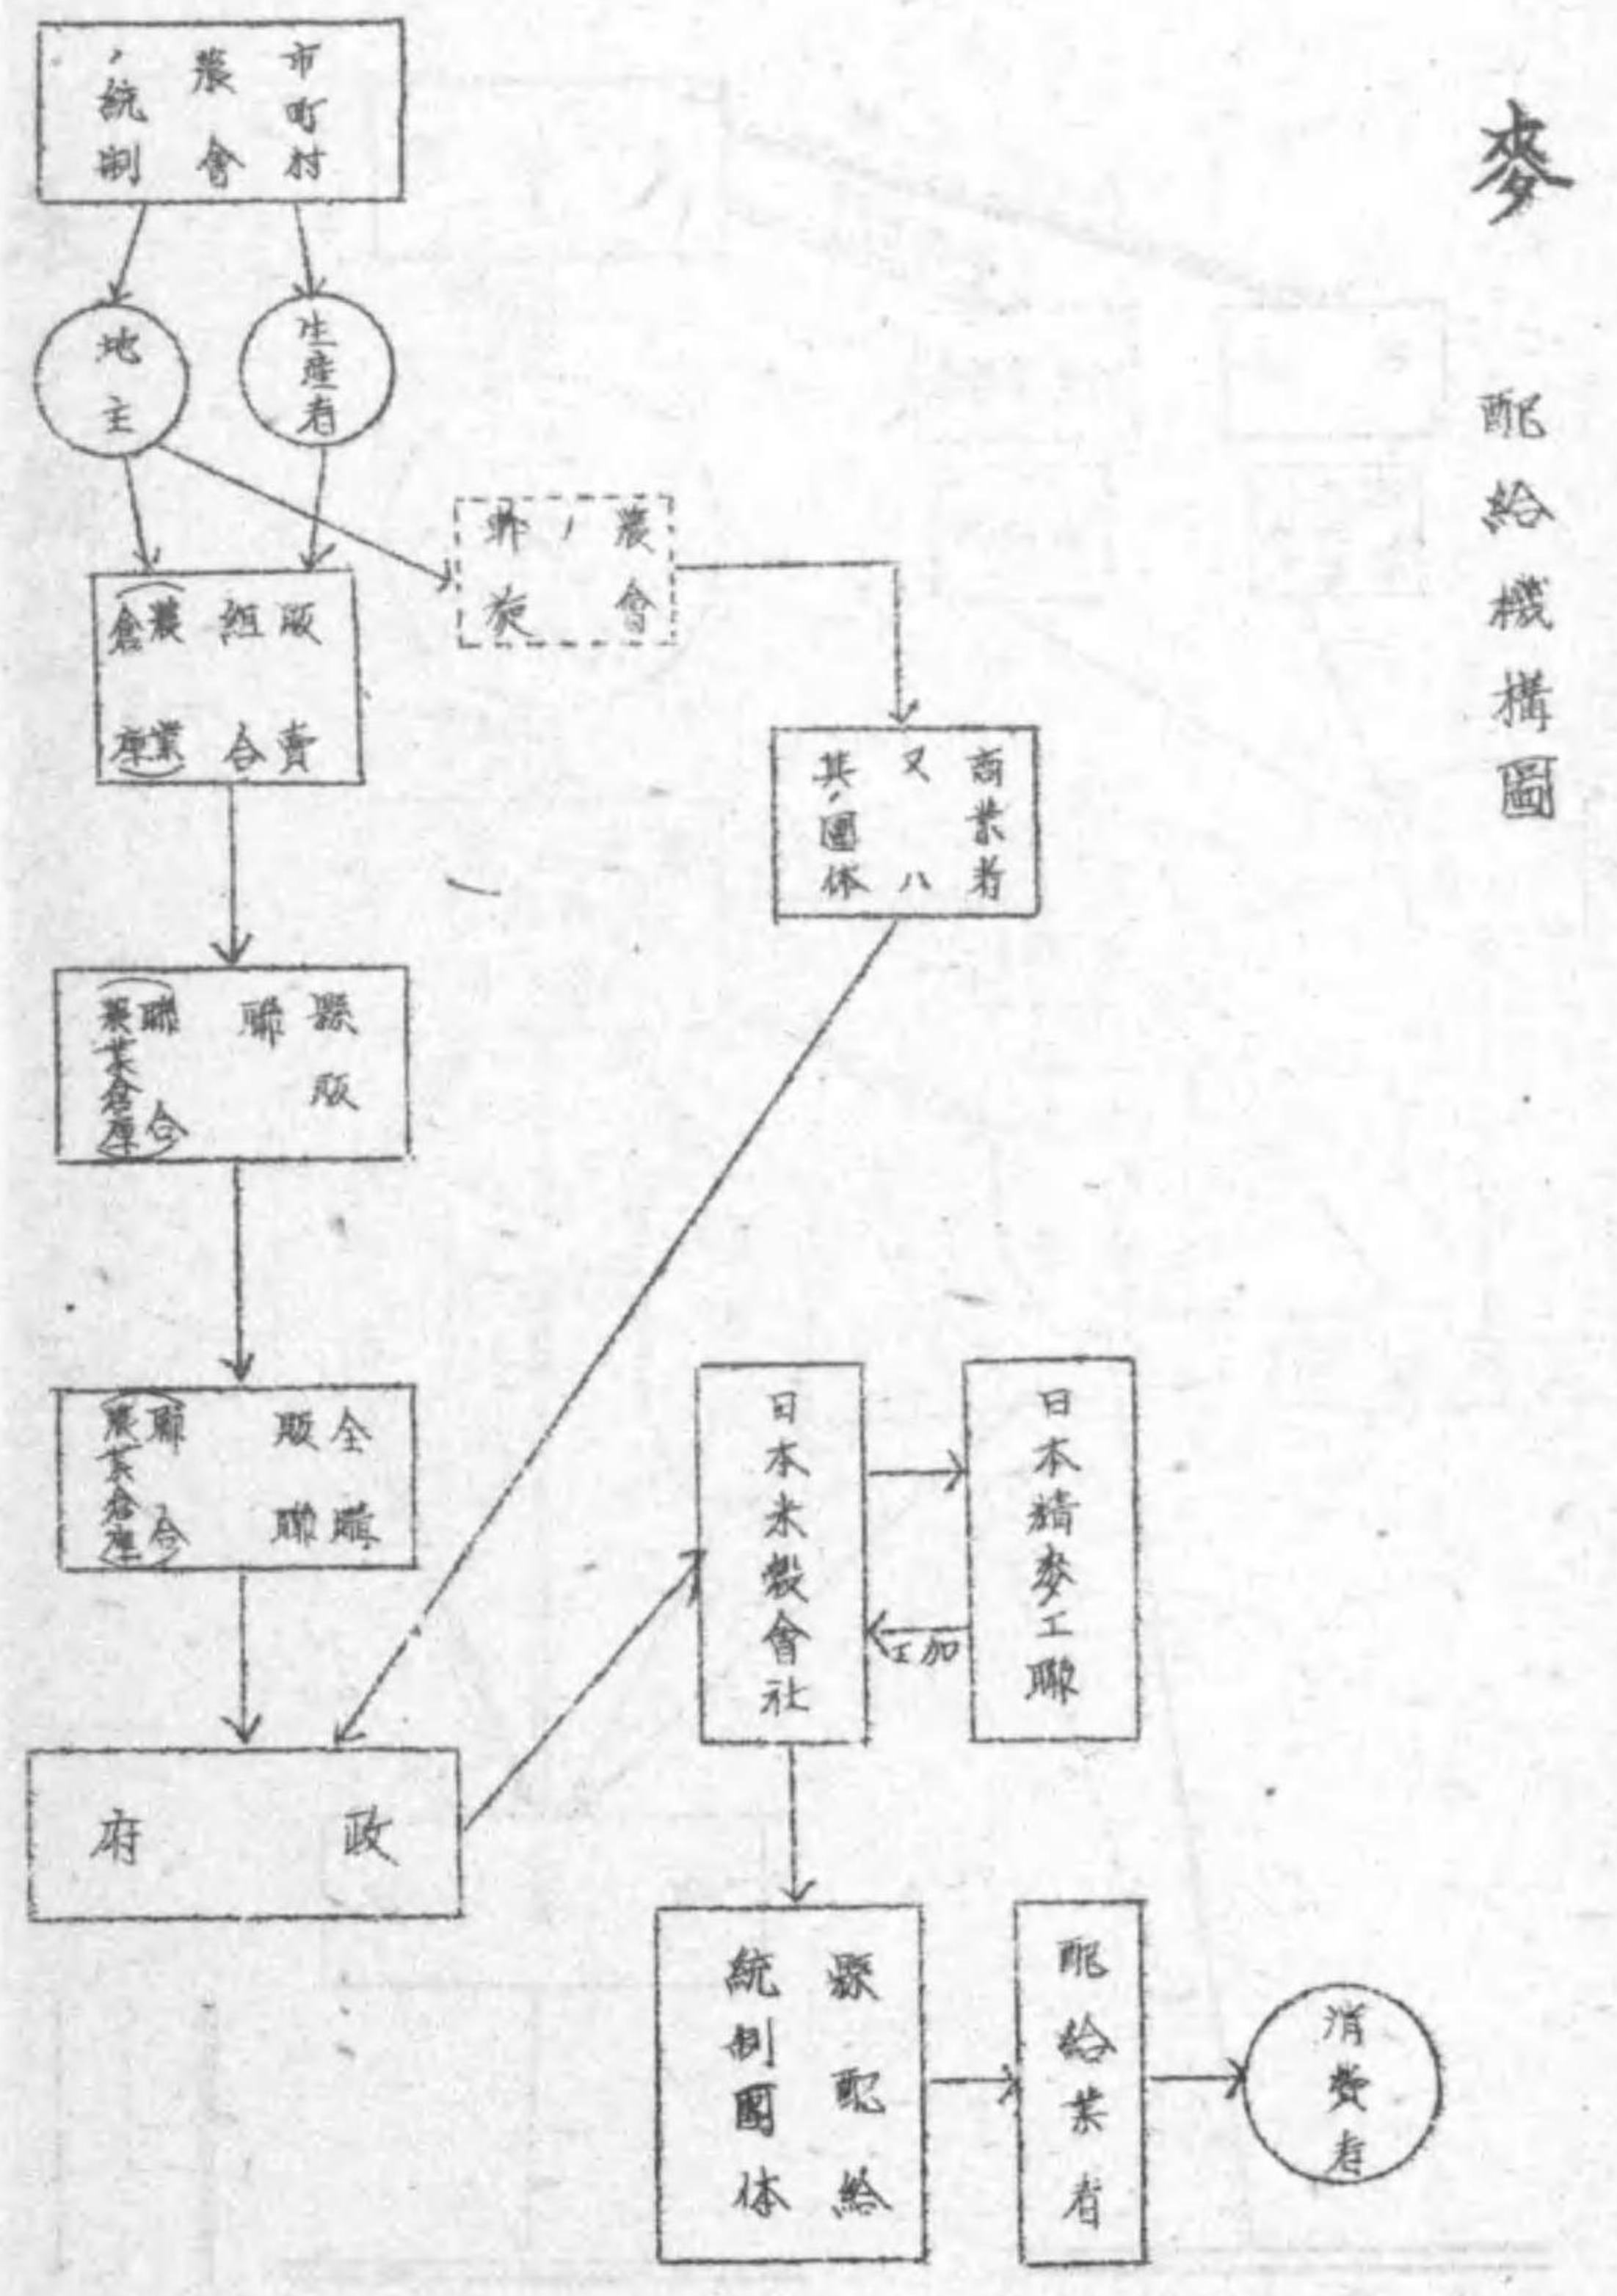 麥 配給機構圖
市町村
農會
ノ統制
生產者
地主
農會
ノ
斡旋
販賣
組合
(農業
倉庫)
商業者
又ハ
其ノ團体
縣販
聯
(聯合
農業倉庫)
全購
販聯
(聯合
農業倉庫)
日本精麥工聯
加工
日本米穀會社
政府
縣配給
統制團体
配給業者
消費者